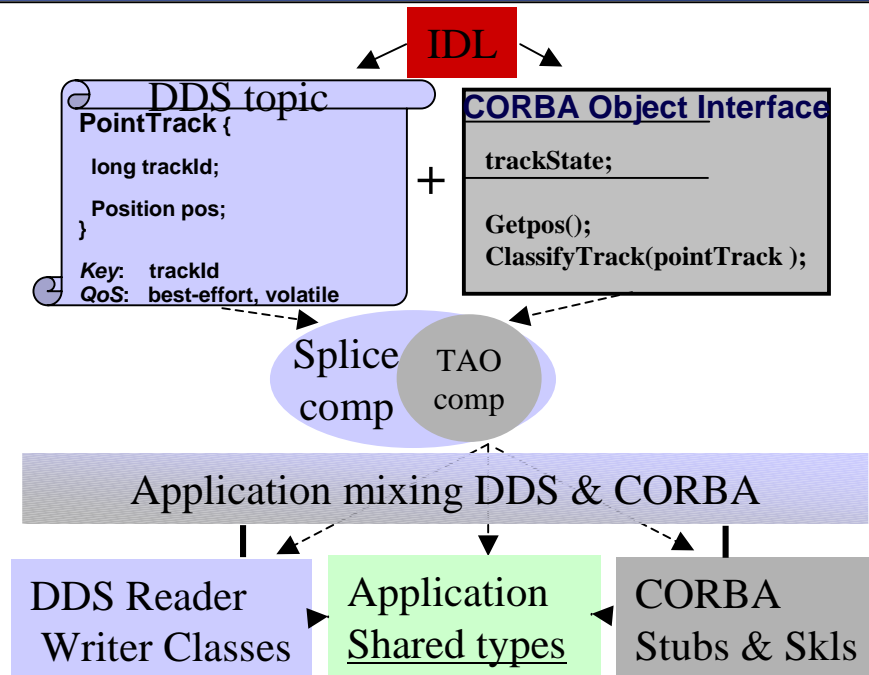 IDL
DDS topic
PointTrack {
long trackId;
Position pos;
}
Key: trackId
QoS: best-effort, volatile
+
CORBA Object Interface
trackState;
Getpos();
ClassifyTrack(pointTrack );
Splice
comp
TAO
comp
Application mixing DDS & CORBA
DDS Reader
Writer Classes
Application
Shared types
CORBA
Stubs & Skls